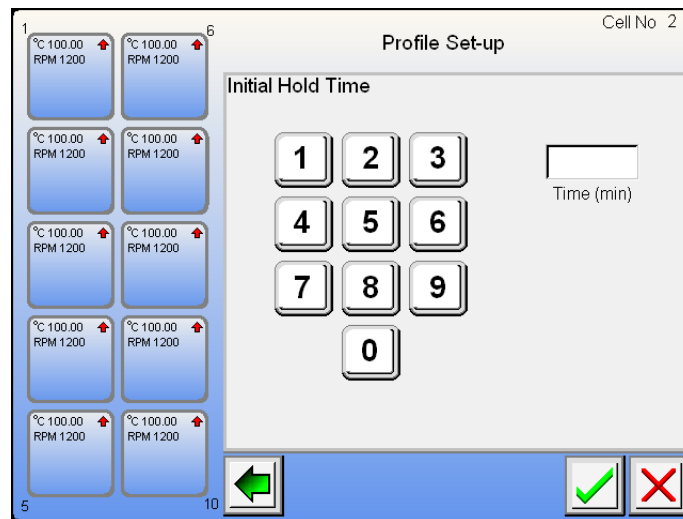 Cell No 2
Profile Set-up
1
6
°C 100.00
RPM 1200
°C 100.00
RPM 1200
°C 100.00
RPM 1200
°C 100.00
RPM 1200
°C 100.00
RPM 1200
°C 100.00
RPM 1200
°C 100.00
RPM 1200
°C 100.00
RPM 1200
°C 100.00
RPM 1200
°C 100.00
RPM 1200
5
10
Initial Hold Time
1 2 3
4 5 6
7 8 9
0
Time (min)